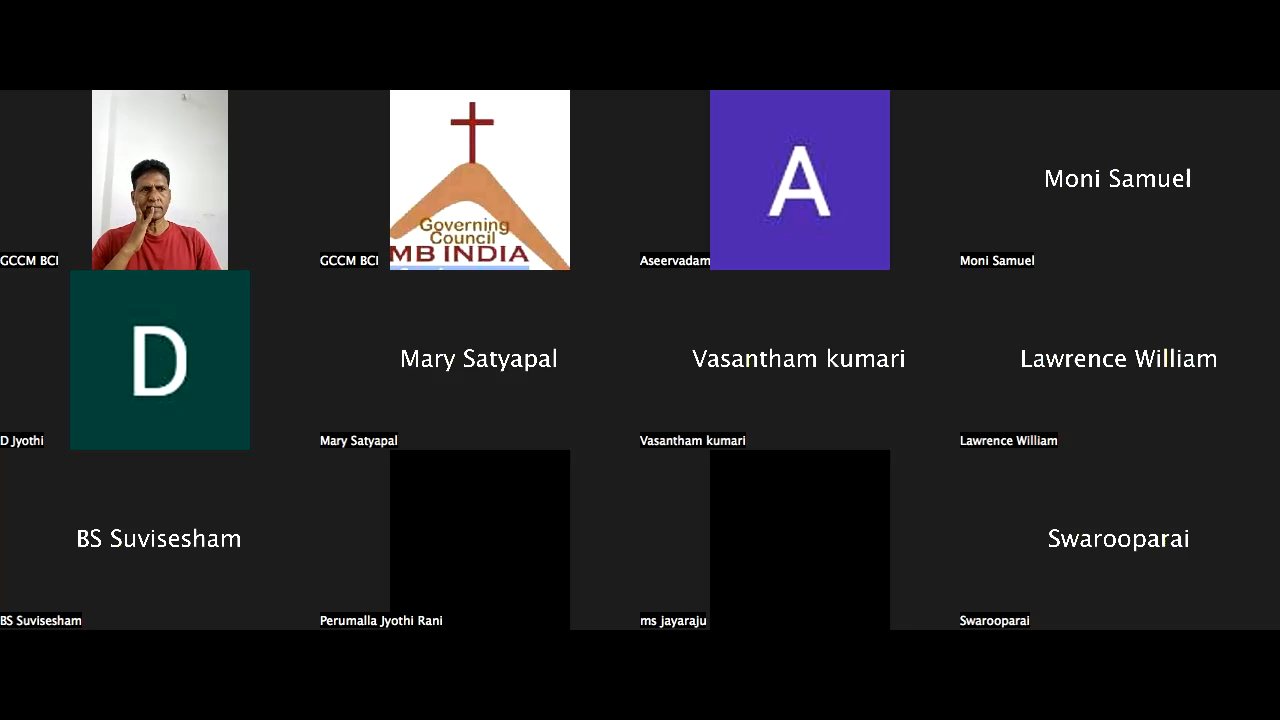 GCCM BCI
Governing
Council
MB INDIA
GCCM BCI
A
Aseervadam
Moni Samuel
Moni Samuel
D
D Jyothi
Mary Satyapal
Mary Satyapal
Vasantham kumari
Vasantham kumari
Lawrence William
Lawrence William
BS Suvisesham
BS Suvisesham
Perumalla Jyothi Rani
ms jayaraju
Swarooparai
Swarooparai